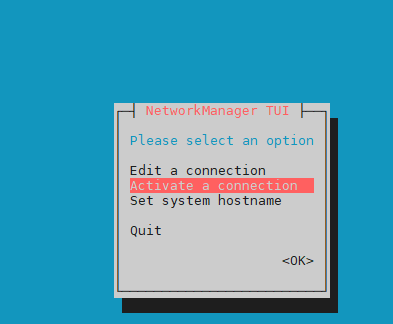 NetworkManager TUI
Please select an option
Edit a connection
Activate a connection
Set system hostname
Quit
<OK>